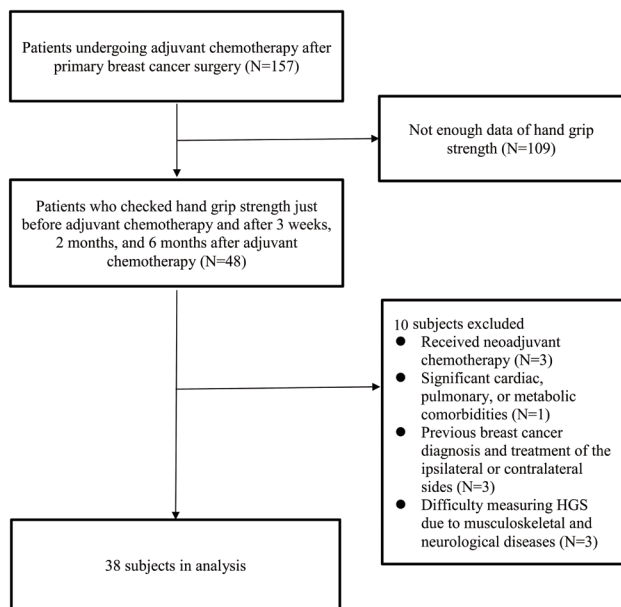 Patients undergoing adjuvant chemotherapy after
primary breast cancer surgery (N=157)
Not enough data of hand grip
strength (N=109)
Patients who checked hand grip strength just
before adjuvant chemotherapy and after 3 weeks,
2 months, and 6 months after adjuvant
chemotherapy (N=48)
10 subjects excluded
● Received neoadjuvant
chemotherapy (N=3)
● Significant cardiac,
pulmonary, or metabolic
comorbidities (N=1)
● Previous breast cancer
diagnosis and treatment of the
ipsilateral or contralateral
sides (N=3)
● Difficulty measuring HGS
due to musculoskeletal and
neurological diseases (N=3)
38 subjects in analysis